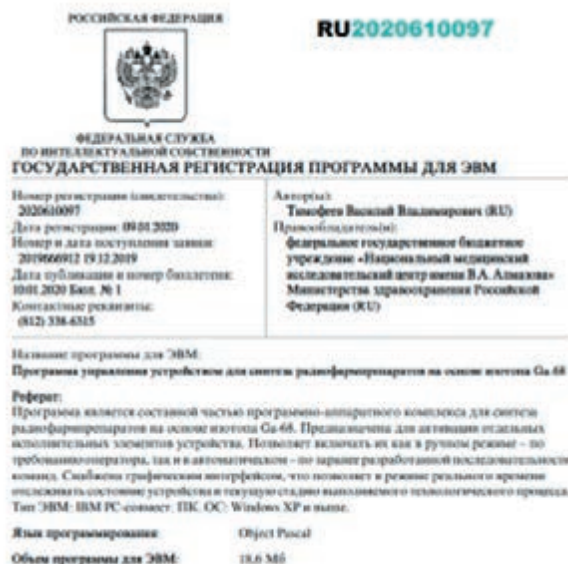 РОССИЙСКАЯ ФЕДЕРАЦИЯ
RU2020610097
ФЕДЕРАЛЬНАЯ СЛУЖБА
ПО ИНТЕЛЛЕКТУАЛЬНОЙ СОБСТВЕННОСТИ
ГОСУДАРСТВЕННАЯ РЕГИСТРАЦИЯ ПРОГРАММЫ ДЛЯ ЭВМ
Номер регистрации (свидетельства):
2020610097
Дата регистрации: 09.01.2020
Номер и дата поступления заявки:
2019666912 19.12.2019
Дата публикации и номер бюллетеня:
10.01.2020 Бюл. № 1
Контактные реквизиты:
(812) 338-6315
Автор(ы):
Тимофеев Василий Владимирович (RU)
Правообладатель(и):
федеральное государственное бюджетное
учреждение «Национальный медицинский
исследовательский центр имени В.А. Алмазова»
Министерства здравоохранения Российской
Федерации (RU)
Название программы для ЭВМ:
Программа управления устройством для синтеза радиофармпрепаратов на основе изотопа Ga-68
Реферат:
Программа является составной частью программно-аппаратного комплекса для синтеза
радиофармпрепаратов на основе изотопа Ga-68. Предназначена для активации отдельных
исполнительных элементов устройства. Позволяет включать их как в ручном режиме – по
требованию оператора, так и в автоматическом – по заранее разработанной последовательности
команд. Снабжена графическим интерфейсом, что позволяет в режиме реального времени
отслеживать состояние устройства и текущую стадию выполняемого технологического процесса.
Тип ЭВМ: IBM PC-совмест. ПК. ОС: Windows XP и выше.
Язык программирования: Object Pascal
Объем программы для ЭВМ: 18,6 Мб